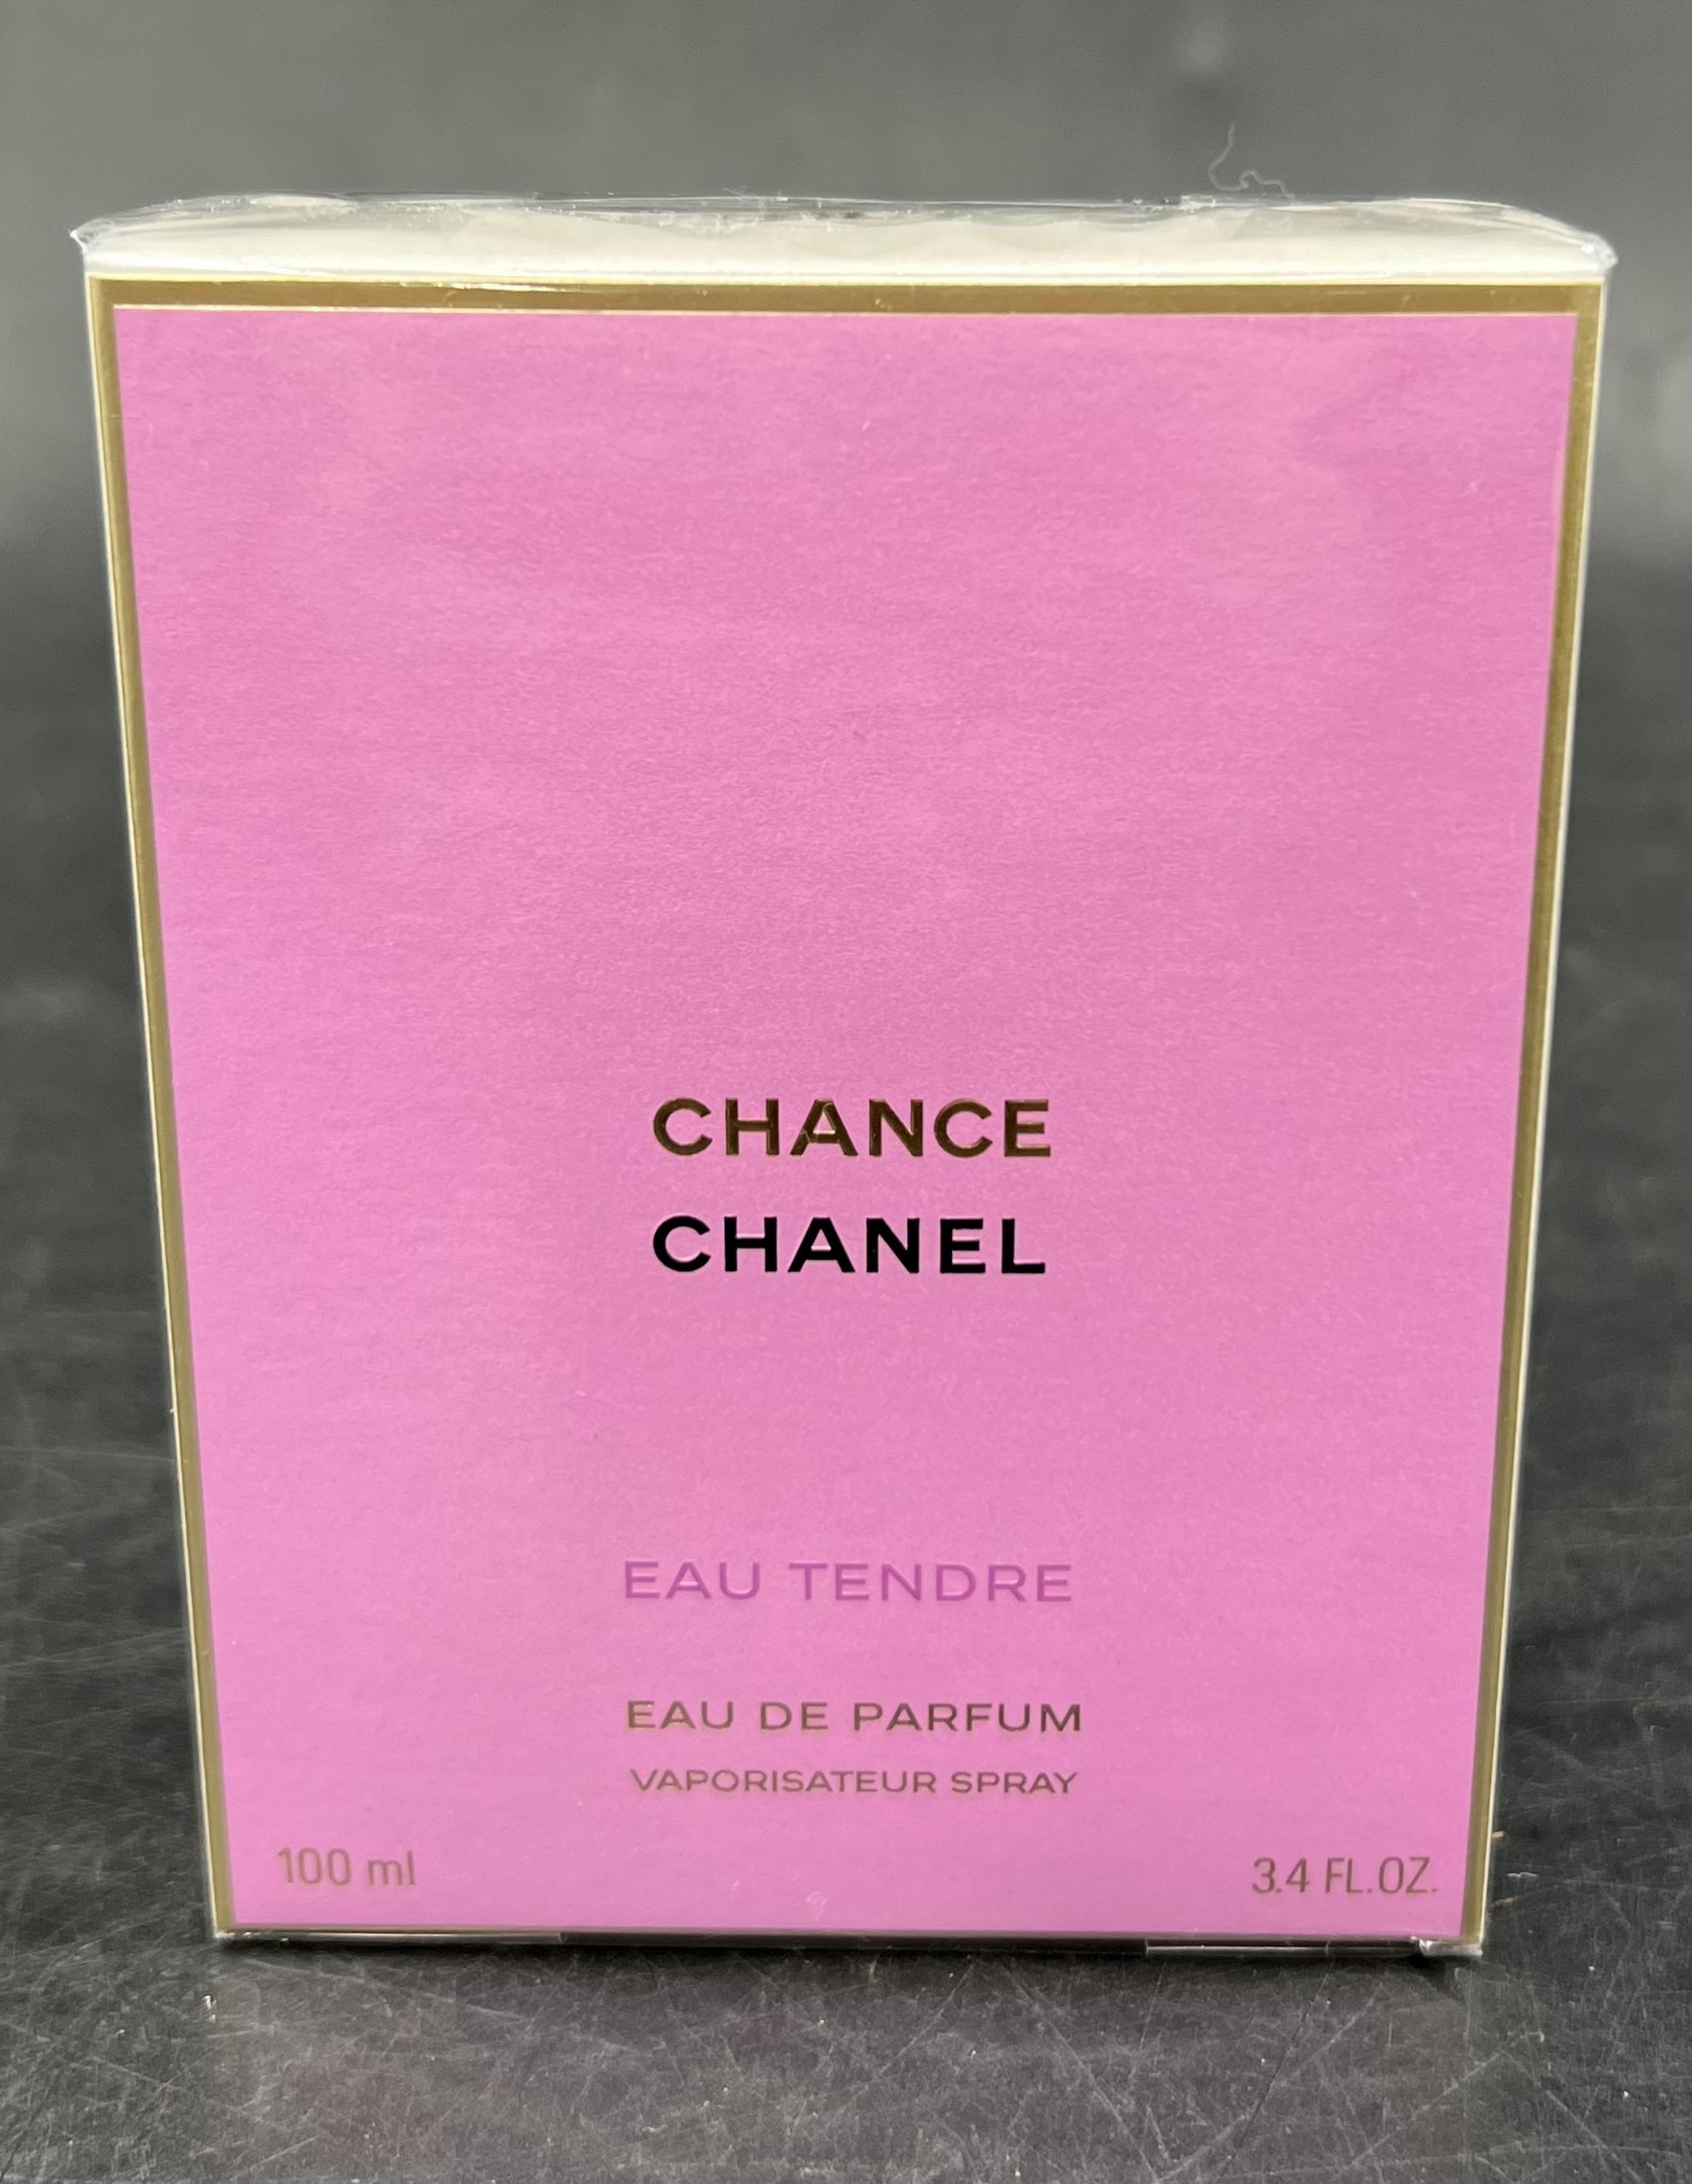 CHANCE
CHANEL
EAU TENDRE
EAU DE PARFUM
VAPORISATEUR SPRAY
100 ml 3.4 FL.OZ.